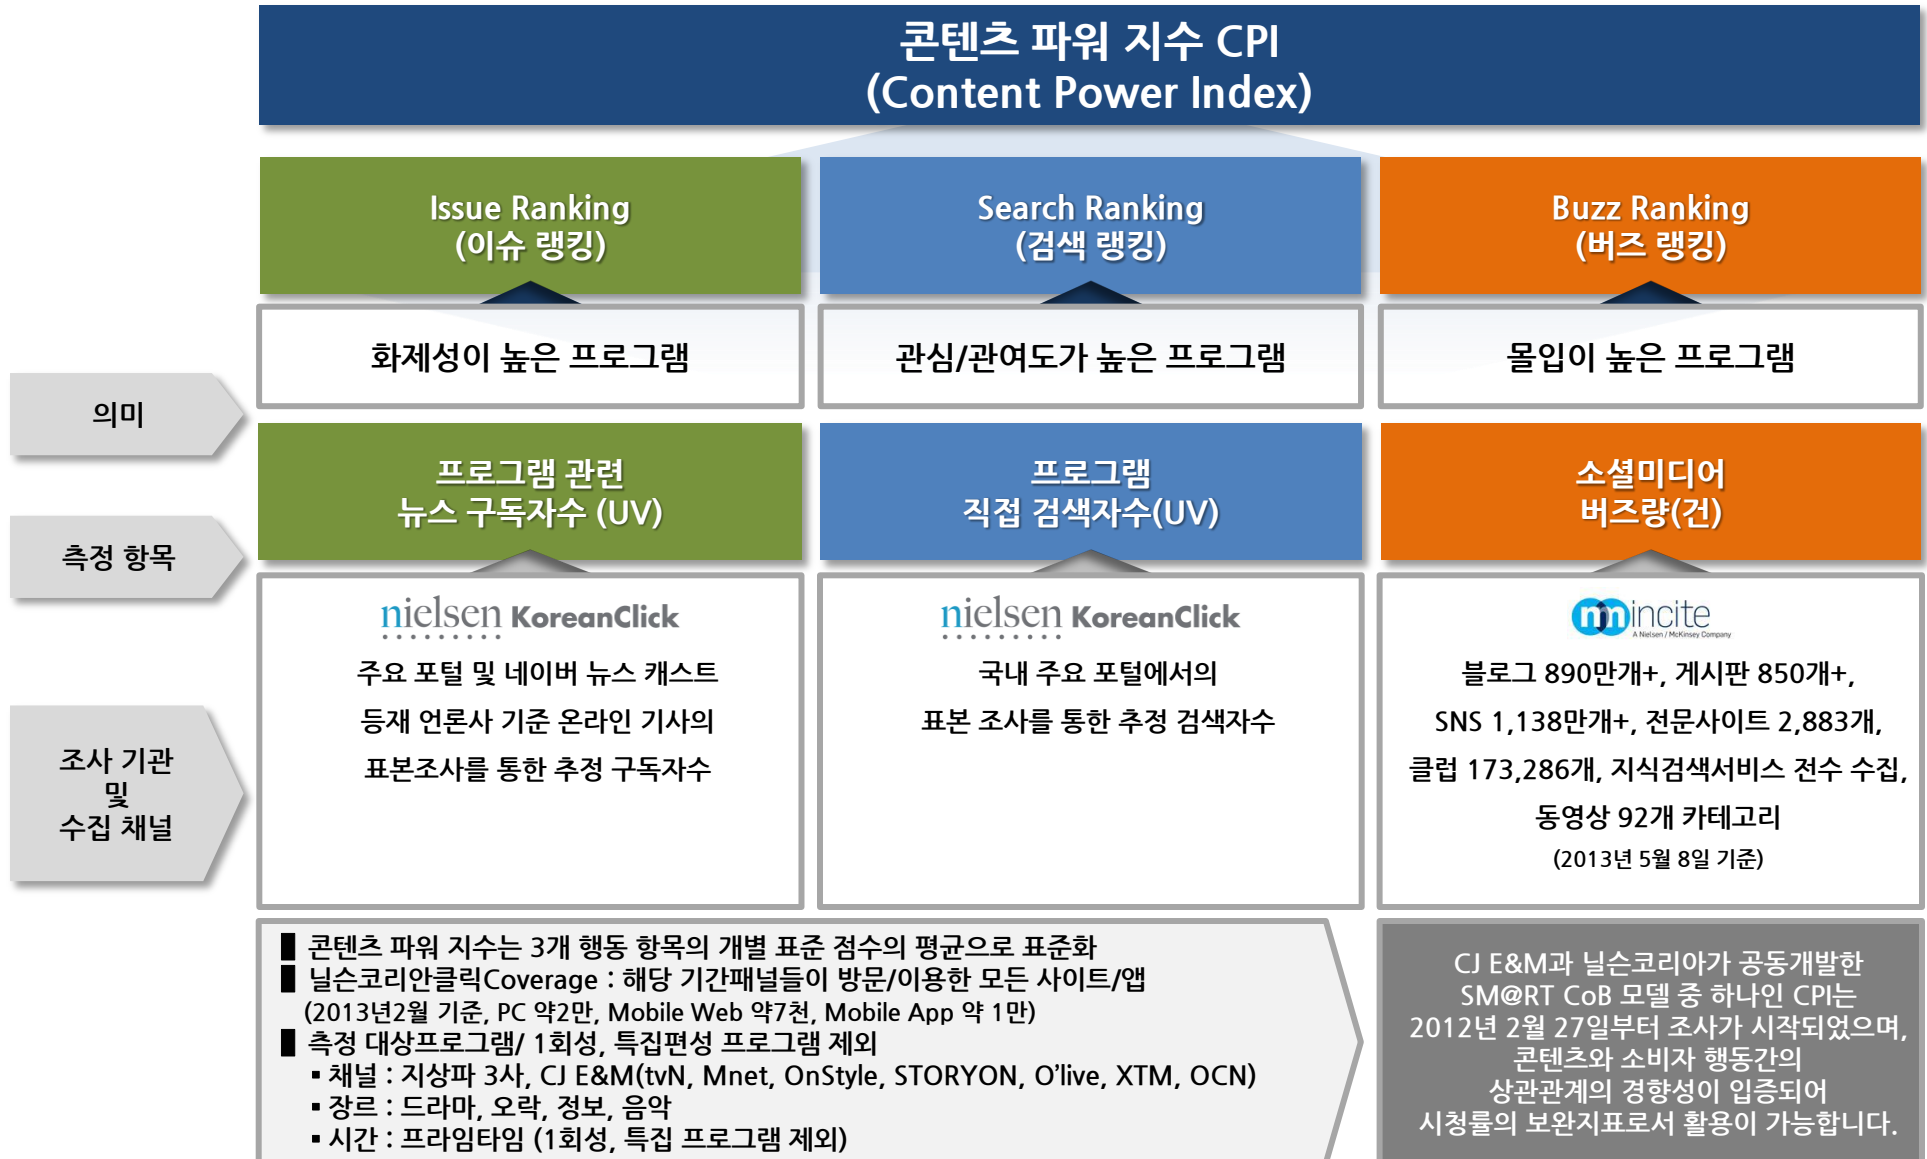 콘텐츠 파워 지수 CPI
(Content Power Index)
Issue Ranking
(이슈 랭킹)
Search Ranking
(검색 랭킹)
Buzz Ranking
(버즈 랭킹)
의미
화제성이 높은 프로그램
관심/관여도가 높은 프로그램
몰입이 높은 프로그램
측정 항목
프로그램 관련
뉴스 구독자수 (UV)
프로그램
직접 검색자수(UV)
소셜미디어
버즈량(건)
조사 기관
및
수집 채널
nielsen KoreanClick
주요 포털 및 네이버 뉴스 캐스트
등재 언론사 기준 온라인 기사의
표본조사를 통한 추정 구독자수
nielsen KoreanClick
국내 주요 포털에서의
표본 조사를 통한 추정 검색자수
nm incite
A Nielsen / McKinsey Company
블로그 890만개+, 게시판 850개+,
SNS 1,138만개+, 전문사이트 2,883개,
클럽 173,286개, 지식검색서비스 전수 수집,
동영상 92개 카테고리
(2013년 5월 8일 기준)
▌콘텐츠 파워 지수는 3개 행동 항목의 개별 표준 점수의 평균으로 표준화
▌닐슨코리안클릭Coverage : 해당 기간패널들이 방문/이용한 모든 사이트/앱
(2013년2월 기준, PC 약2만, Mobile Web 약7천, Mobile App 약 1만)
▌측정 대상프로그램/ 1회성, 특집편성 프로그램 제외
▪ 채널 : 지상파 3사, CJ E&M(tvN, Mnet, OnStyle, STORYON, O’live, XTM, OCN)
▪ 장르 : 드라마, 오락, 정보, 음악
▪ 시간 : 프라임타임 (1회성, 특집 프로그램 제외)
CJ E&M과 닐슨코리아가 공동개발한
SM@RT CoB 모델 중 하나인 CPI는
2012년 2월 27일부터 조사가 시작되었으며,
콘텐츠와 소비자 행동간의
상관관계의 경향성이 입증되어
시청률의 보완지표로서 활용이 가능합니다.